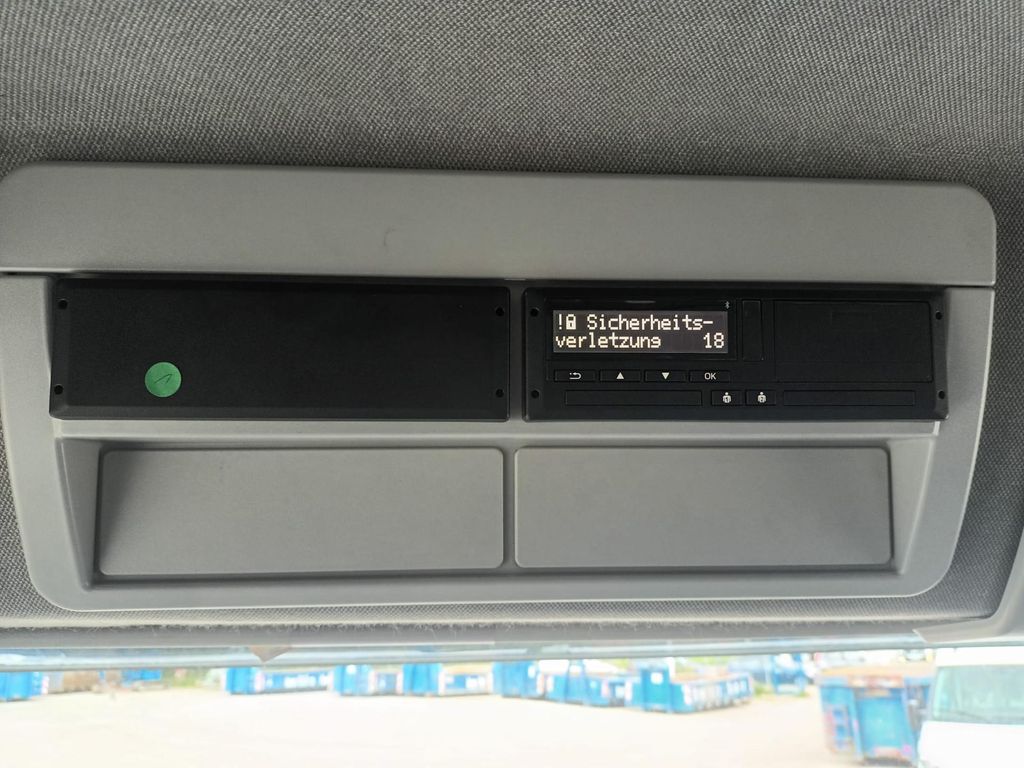 ! Sicherheits-
verletzung 18
OK